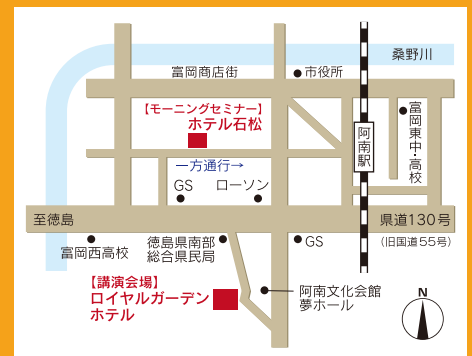 桑野川
富岡商店街
市役所
【モーニングセミナー】
ホテル石松
阿南駅
富岡東中・高校
一方通行→
GS
ローソン
至徳島
県道130号
(旧国道55号)
富岡西高校
徳島県南部
総合県民局
GS
【講演会場】
ロイヤルガーデン
ホテル
阿南文化会館
夢ホール
N